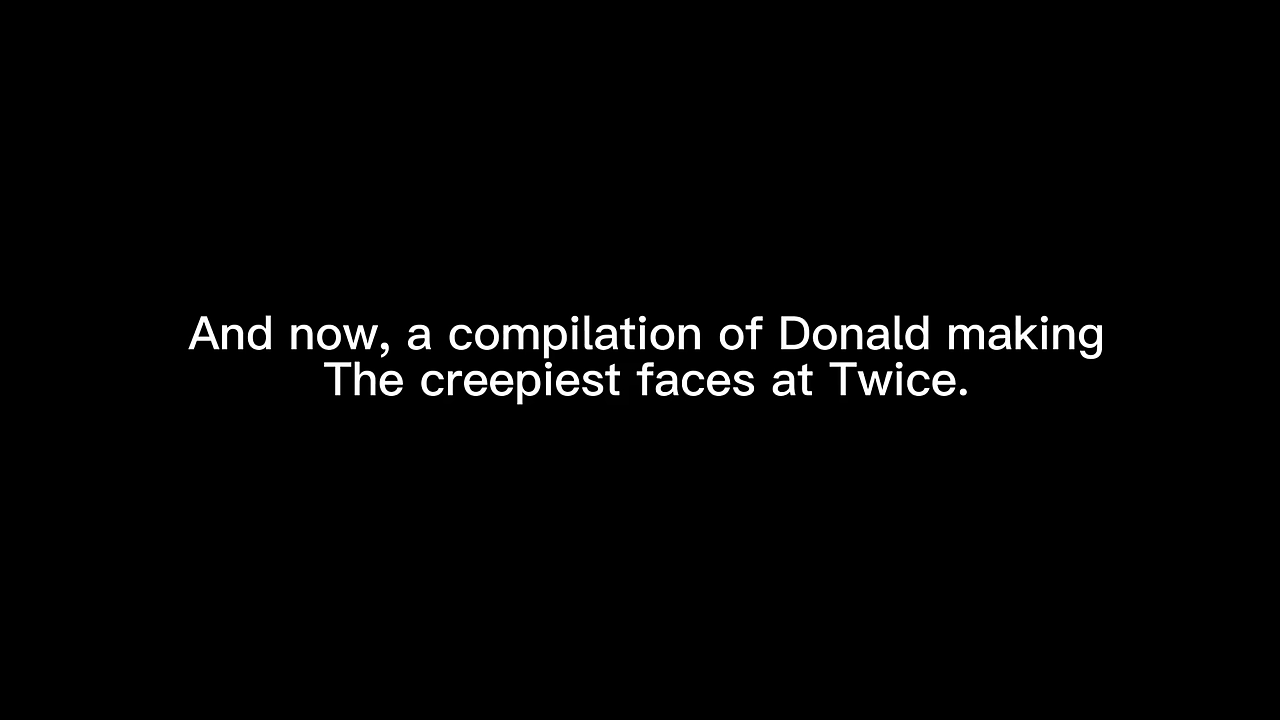 And now, a compilation of Donald making
The creepiest faces at Twice.